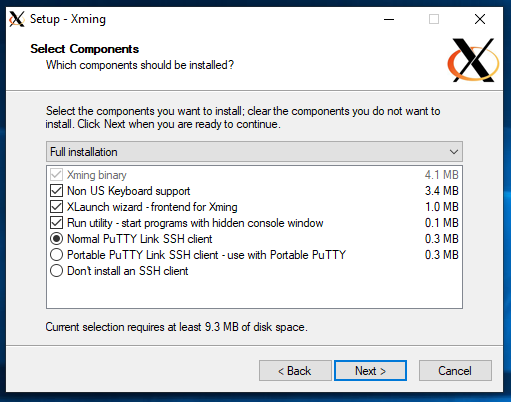 Setup - Xming
Select Components
Which components should be installed?
Select the components you want to install; clear the components you do not want to
install. Click Next when you are ready to continue.
Full installation
Xming binary 4.1 MB
Non US Keyboard support 3.4 MB
XLaunch wizard - frontend for Xming 1.0 MB
Run utility - start programs with hidden console window 0.1 MB
Normal PuTTY Link SSH client 0.3 MB
Portable PuTTY Link SSH client - use with Portable PuTTY 0.3 MB
Don't install an SSH client
Current selection requires at least 9.3 MB of disk space.
< Back Next > Cancel